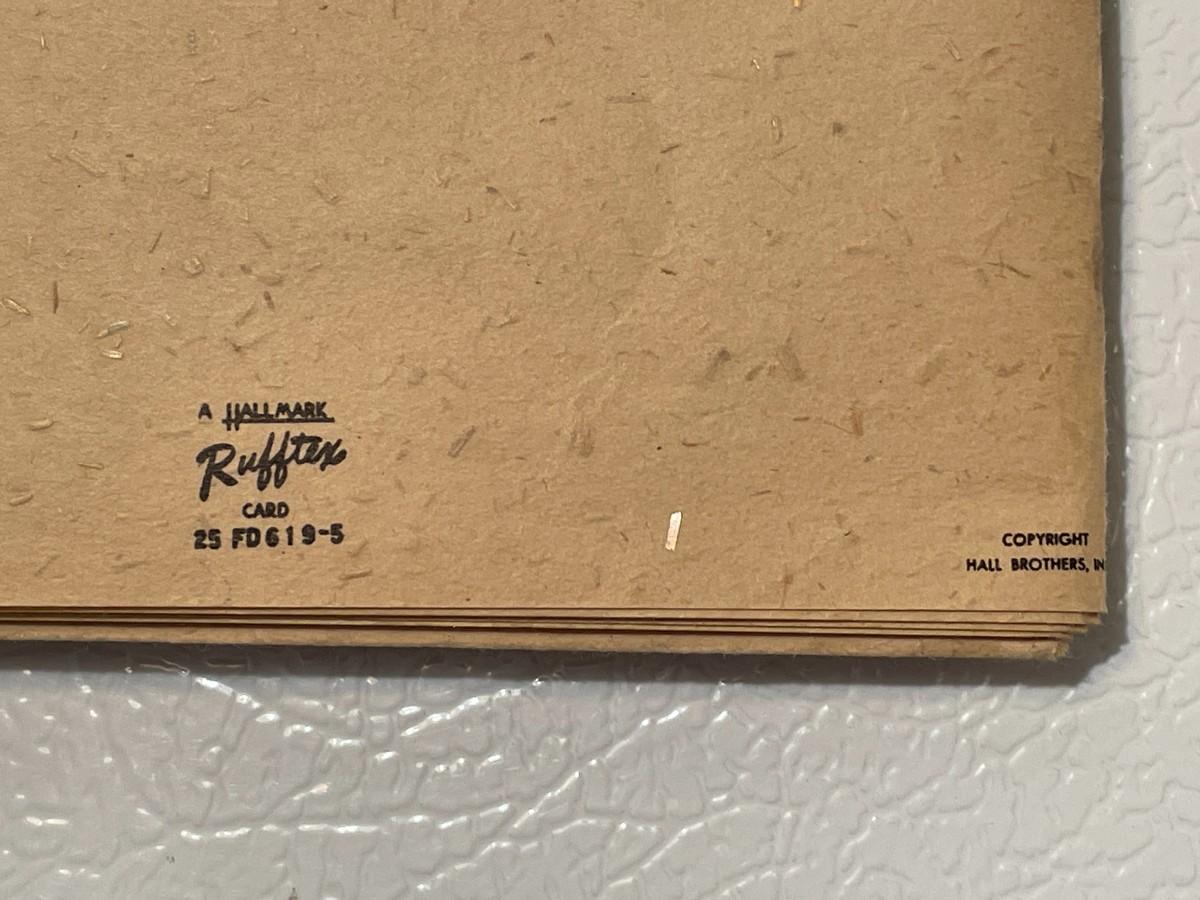 A HALLMARK
Rufftex
CARD
25 FD619-5
COPYRIGHT
HALL BROTHERS, IN